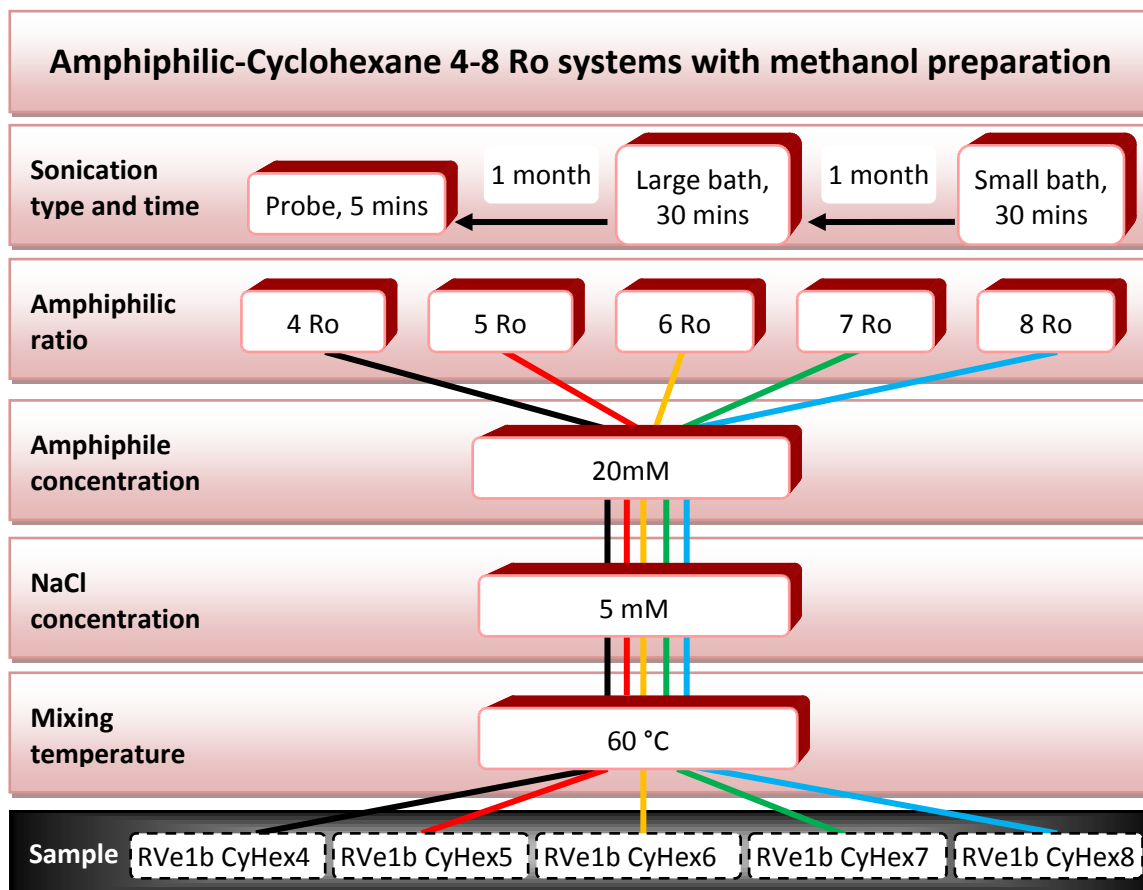 Amphiphilic-Cyclohexane 4-8 Ro systems with methanol preparation
Sonication
type and time
Probe, 5 mins
1 month
Large bath,
30 mins
1 month
Small bath,
30 mins
Amphiphilic
ratio
4 Ro
5 Ro
6 Ro
7 Ro
8 Ro
Amphiphile
concentration
20mM
NaCl
concentration
5 mM
Mixing
temperature
60 °C
Sample
RVe1b CyHex4
RVe1b CyHex5
RVe1b CyHex6
RVe1b CyHex7
RVe1b CyHex8